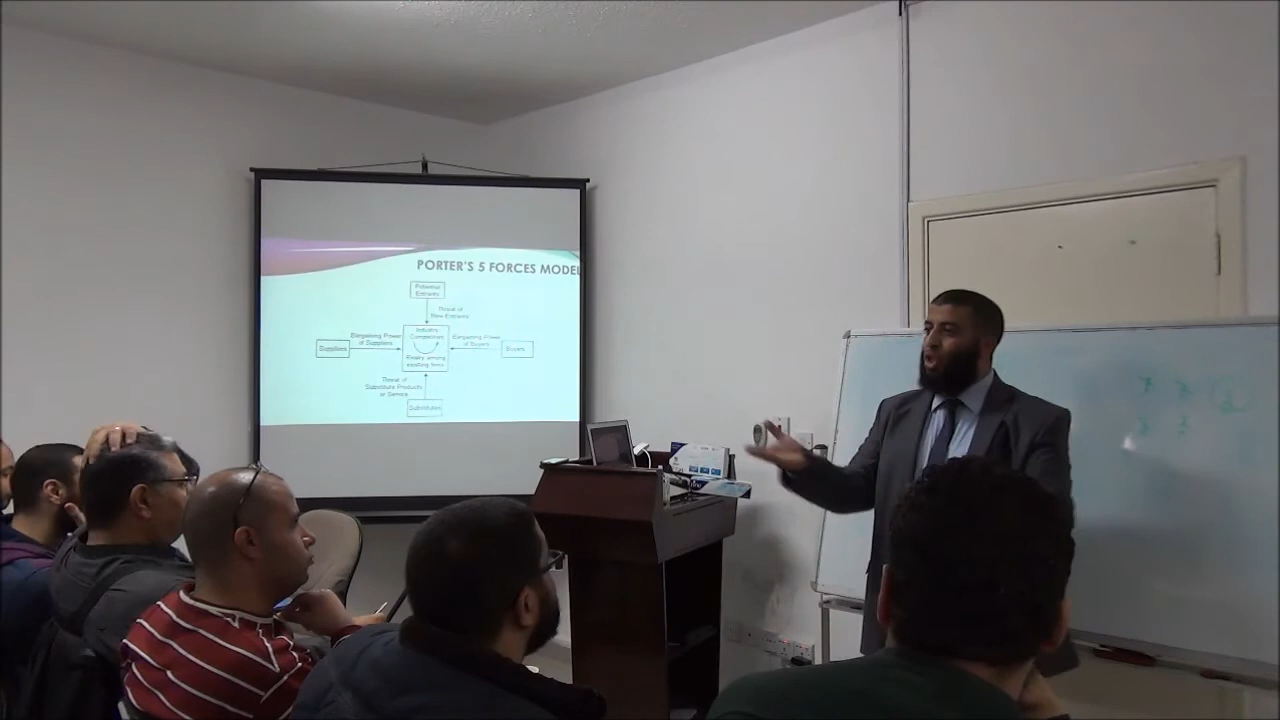 PORTER'S 5 FORCES MODEL
Potential
Entrants
Threat of
New Entrants
Industry
Competitors
Rivalry among
existing firms
Bargaining Power
of Suppliers
Suppliers
Bargaining Power
of Buyers
Buyers
Threat of
Substitute Products
or Service
Substitutes